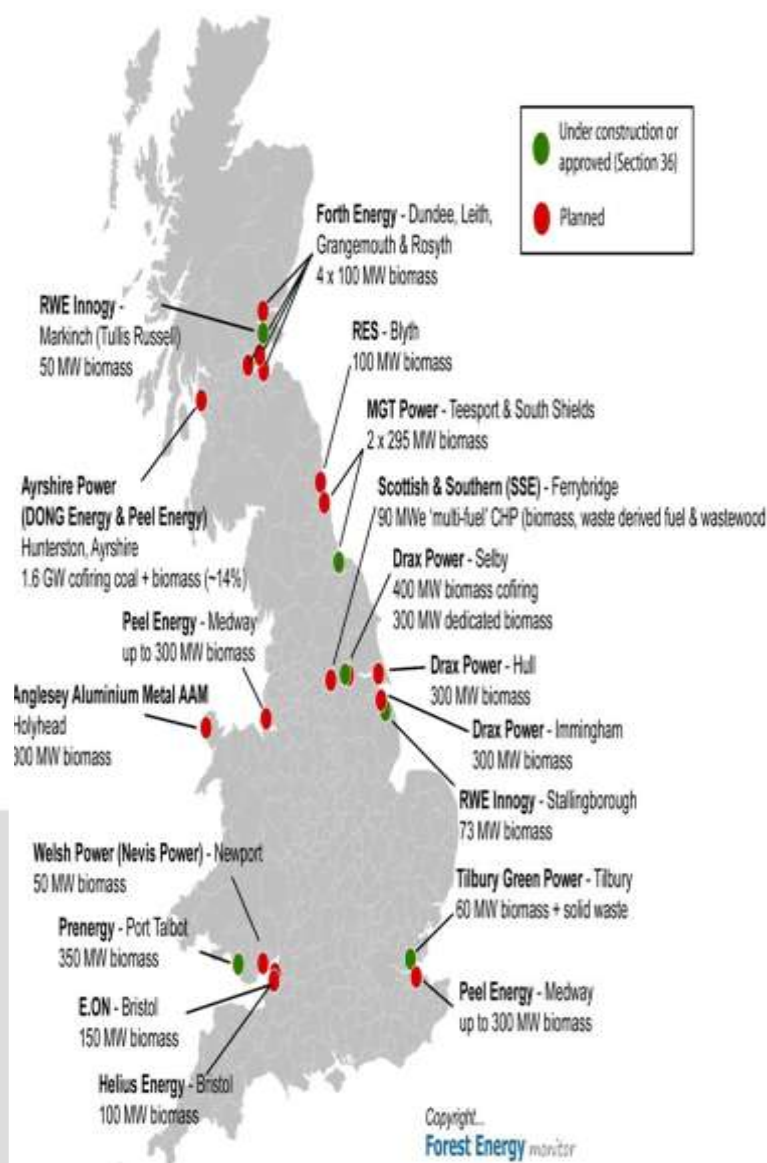 Under construction or
approved (Section 36)
Planned
Forth Energy - Dundee, Leith,
Grangemouth & Rosyth
4 x 100 MW biomass
RWE Innogy -
Markinch (Tullis Russell)
50 MW biomass
RES - Blyth
100 MW biomass
MGT Power - Teesport & South Shields
2 x 295 MW biomass
Ayrshire Power
(DONG Energy & Peel Energy)
Hunterston, Ayrshire
1.6 GW cofiring coal + biomass (~14%)
Scottish & Southern (SSE) - Ferrybridge
90 MWe 'multi-fuel' CHP (biomass, waste derived fuel & wastewood
Drax Power - Selby
400 MW biomass cofiring
300 MW dedicated biomass
Peel Energy - Medway
up to 300 MW biomass
Drax Power - Hull
300 MW biomass
Anglesey Aluminium Metal AAM
Holyhead
300 MW biomass
Drax Power - Immingham
300 MW biomass
RWE Innogy - Stallingborough
73 MW biomass
Welsh Power (Nevis Power) - Newport
50 MW biomass
Tilbury Green Power - Tilbury
60 MW biomass + solid waste
Prenergy - Port Talbot
350 MW biomass
Peel Energy - Medway
up to 300 MW biomass
E.ON - Bristol
150 MW biomass
Helius Energy - Bristol
100 MW biomass
Copyright...
Forest Energy monitor